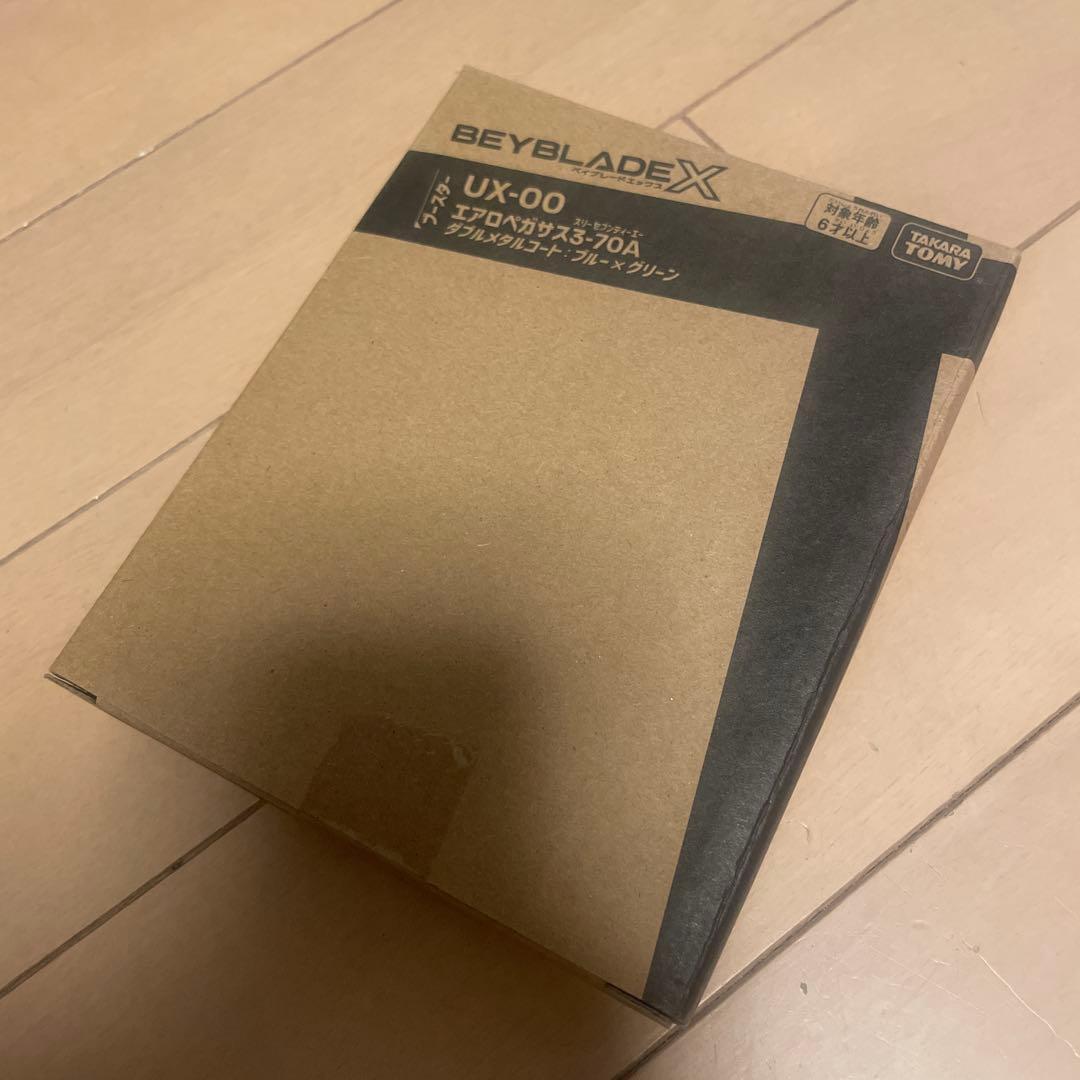 BEYBLADE X
ベイブレードエックス
ブースター
UX-00
スリーセブンティーエー
エアロペガサス3-70A
ダブルメタルコート:ブルー×グリーン
対象年齢
6才以上
TAKARA
TOMY